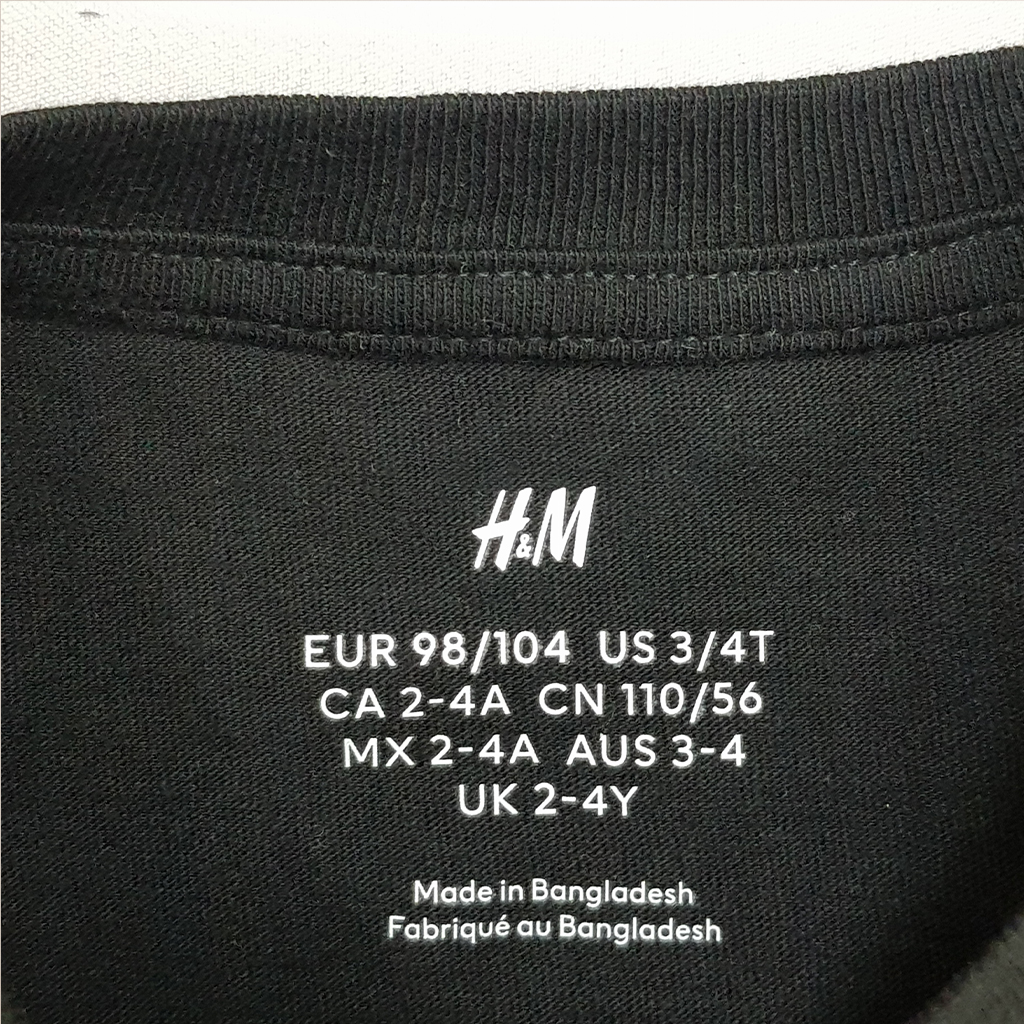 H&M
EUR 98/104 US 3/4T
CA 2-4A CN 110/56
MX 2-4A AUS 3-4
UK 2-4Y
Made in Bangladesh
Fabriqué au Bangladesh